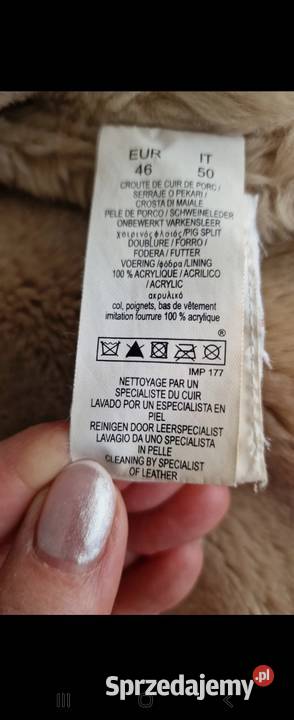 EUR IT
46 50
CROUTE DE CUIR DE PORC/
SERRAJE O PEKARI/
CROSTA DI MAIALE
PELE DE PORCO / SCHWEINELEDER
ONBEWERKT VARKENSLEER
χοιρινός φλοιός/PIG SPLIT
DOUBLURE / FORRO /
FODERA / FUTTER
VOERING /φόδρα /LINING
100 % ACRYLIQUE / ACRILICO
/ ACRYLIC
ακρυλικό
col, poignets, bas de vêtement
imitation fourrure 100 % acrylique
®
IMP 177
NETTOYAGE PAR UN
SPECIALISTE DU CUIR
LAVADO POR UN ESPECIALISTA EN
PIEL
REINIGEN DOOR LEERSPECIALIST
LAVAGIO DA UNO SPECIALISTA
IN PELLE
CLEANING BY SPECIALIST
OF LEATHER
Sprzedajemy.pl